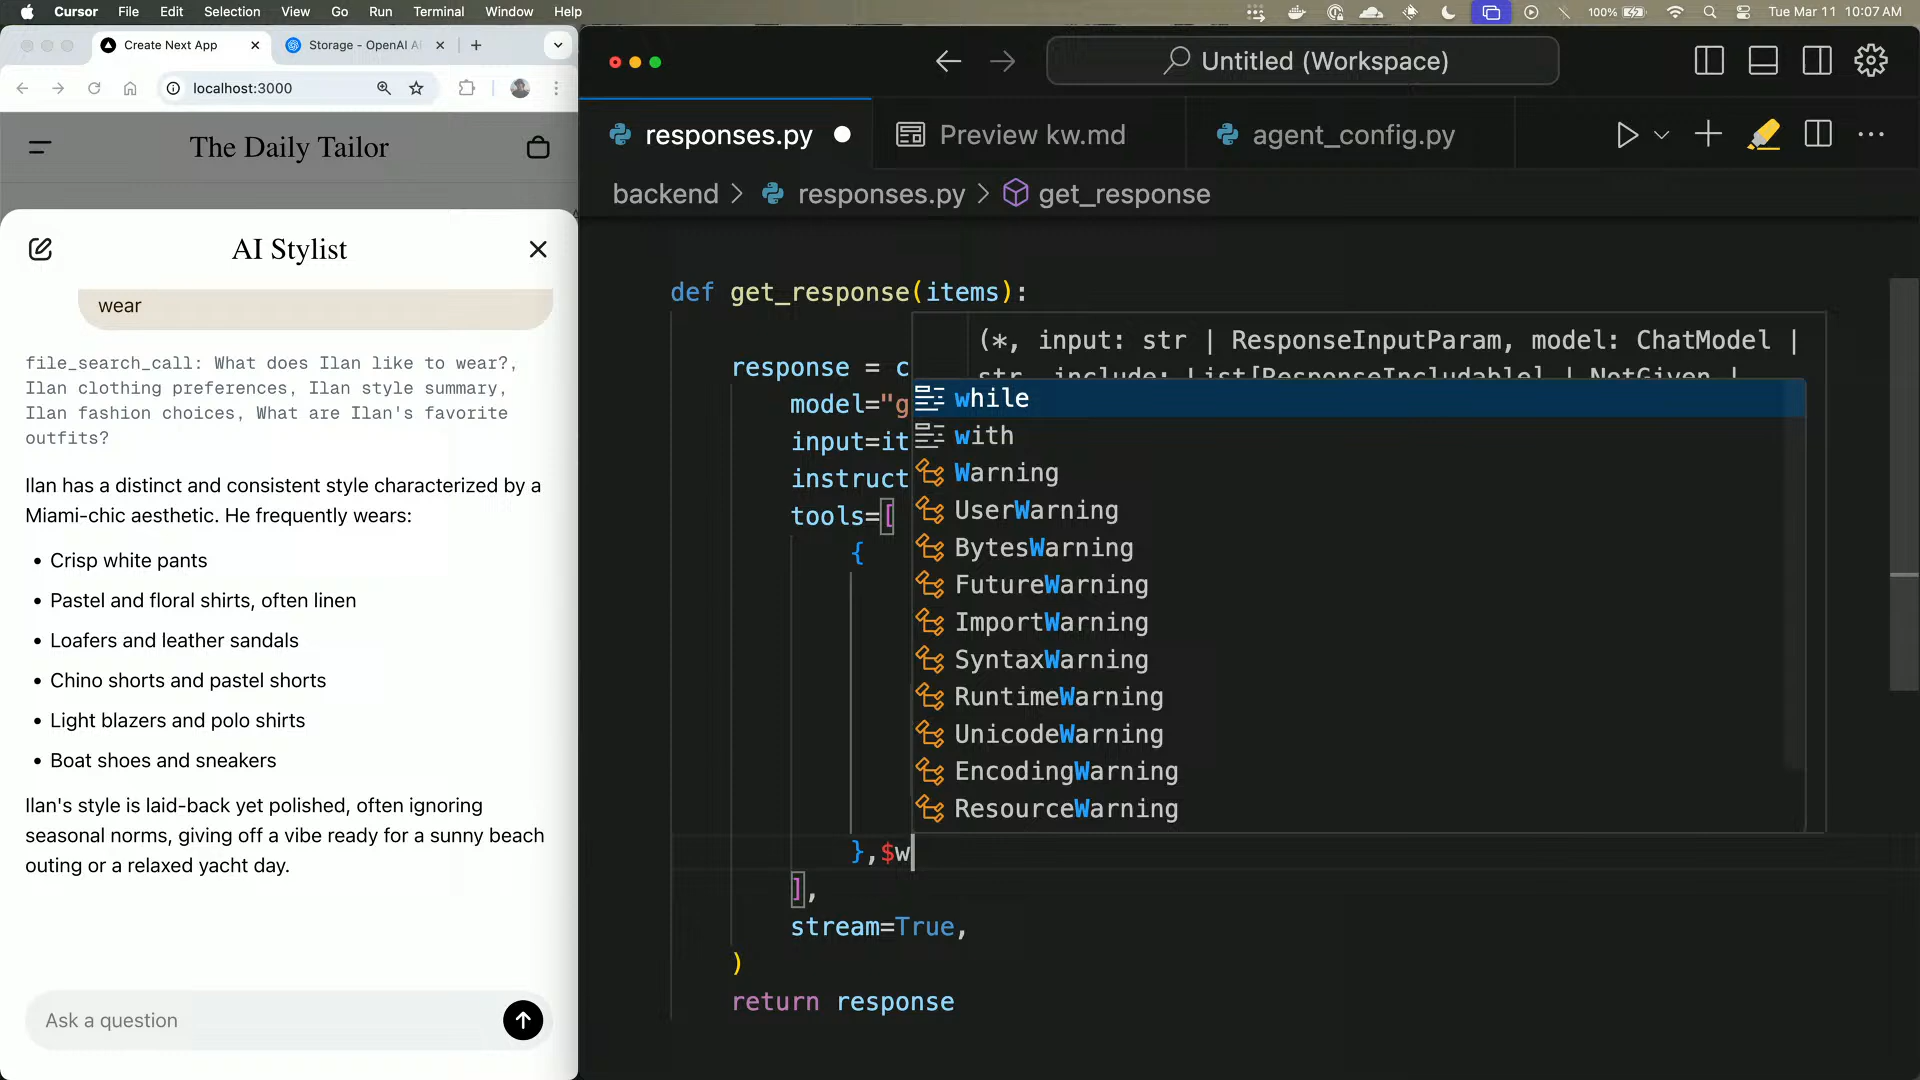 Cursor File Edit Selection View Go Run Terminal Window Help
100% Tue Mar 11 10:07 AM
Create Next App
Storage - OpenAI A
localhost:3000
The Daily Tailor
AI Stylist
wear
file_search_call: What does Ilan like to wear?,
Ilan clothing preferences, Ilan style summary,
Ilan fashion choices, What are Ilan's favorite
outfits?
Ilan has a distinct and consistent style characterized by a
Miami-chic aesthetic. He frequently wears:
• Crisp white pants
• Pastel and floral shirts, often linen
• Loafers and leather sandals
• Chino shorts and pastel shorts
• Light blazers and polo shirts
• Boat shoes and sneakers
Ilan's style is laid-back yet polished, often ignoring
seasonal norms, giving off a vibe ready for a sunny beach
outing or a relaxed yacht day.
Ask a question
Untitled (Workspace)
responses.py
Preview kw.md
agent_config.py
backend > responses.py > get_response
def get_response(items):
(*, input: str | ResponseInputParam, model: ChatModel |
str, include: List[ResponseIncludable] | NotGiven |
response = c
model="g
input=it
instruct
tools=[
{
while
with
Warning
UserWarning
BytesWarning
FutureWarning
ImportWarning
SyntaxWarning
RuntimeWarning
UnicodeWarning
EncodingWarning
ResourceWarning
},$w
],
stream=True,
)
return response